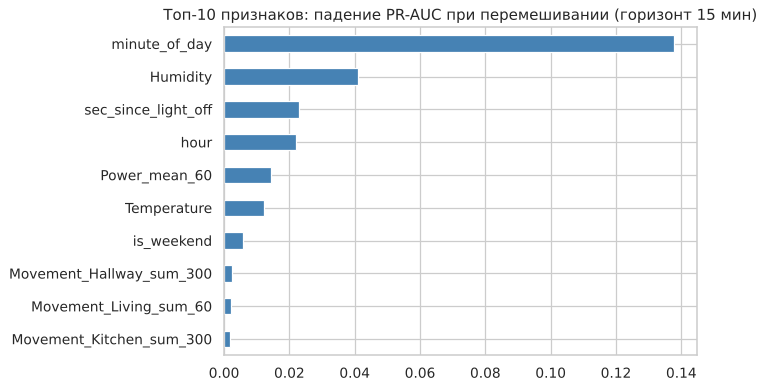 Топ-10 признаков: падение PR-AUC при перемешивании (горизонт 15 мин)
minute_of_day
Humidity
sec_since_light_off
hour
Power_mean_60
Temperature
is_weekend
Movement_Hallway_sum_300
Movement_Living_sum_60
Movement_Kitchen_sum_300
0.00 0.02 0.04 0.06 0.08 0.10 0.12 0.14